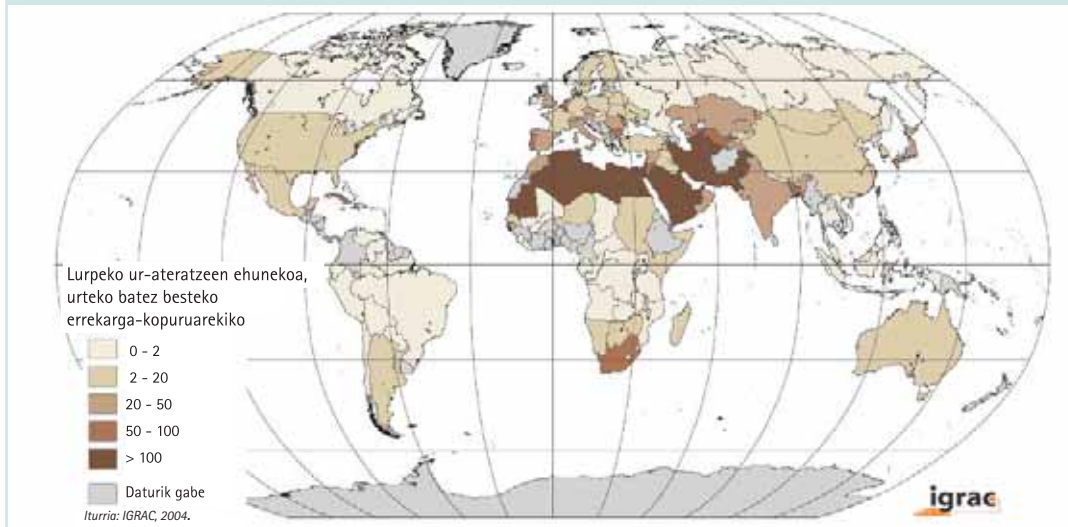 Lurpeko ur-ateratzeen ehunekoa,
urteko batez besteko
errekarga-kopuruarekiko
0 - 2
2 - 20
20 - 50
50 - 100
> 100
Daturik gabe
Iturria: IGRAC, 2004.
igrac